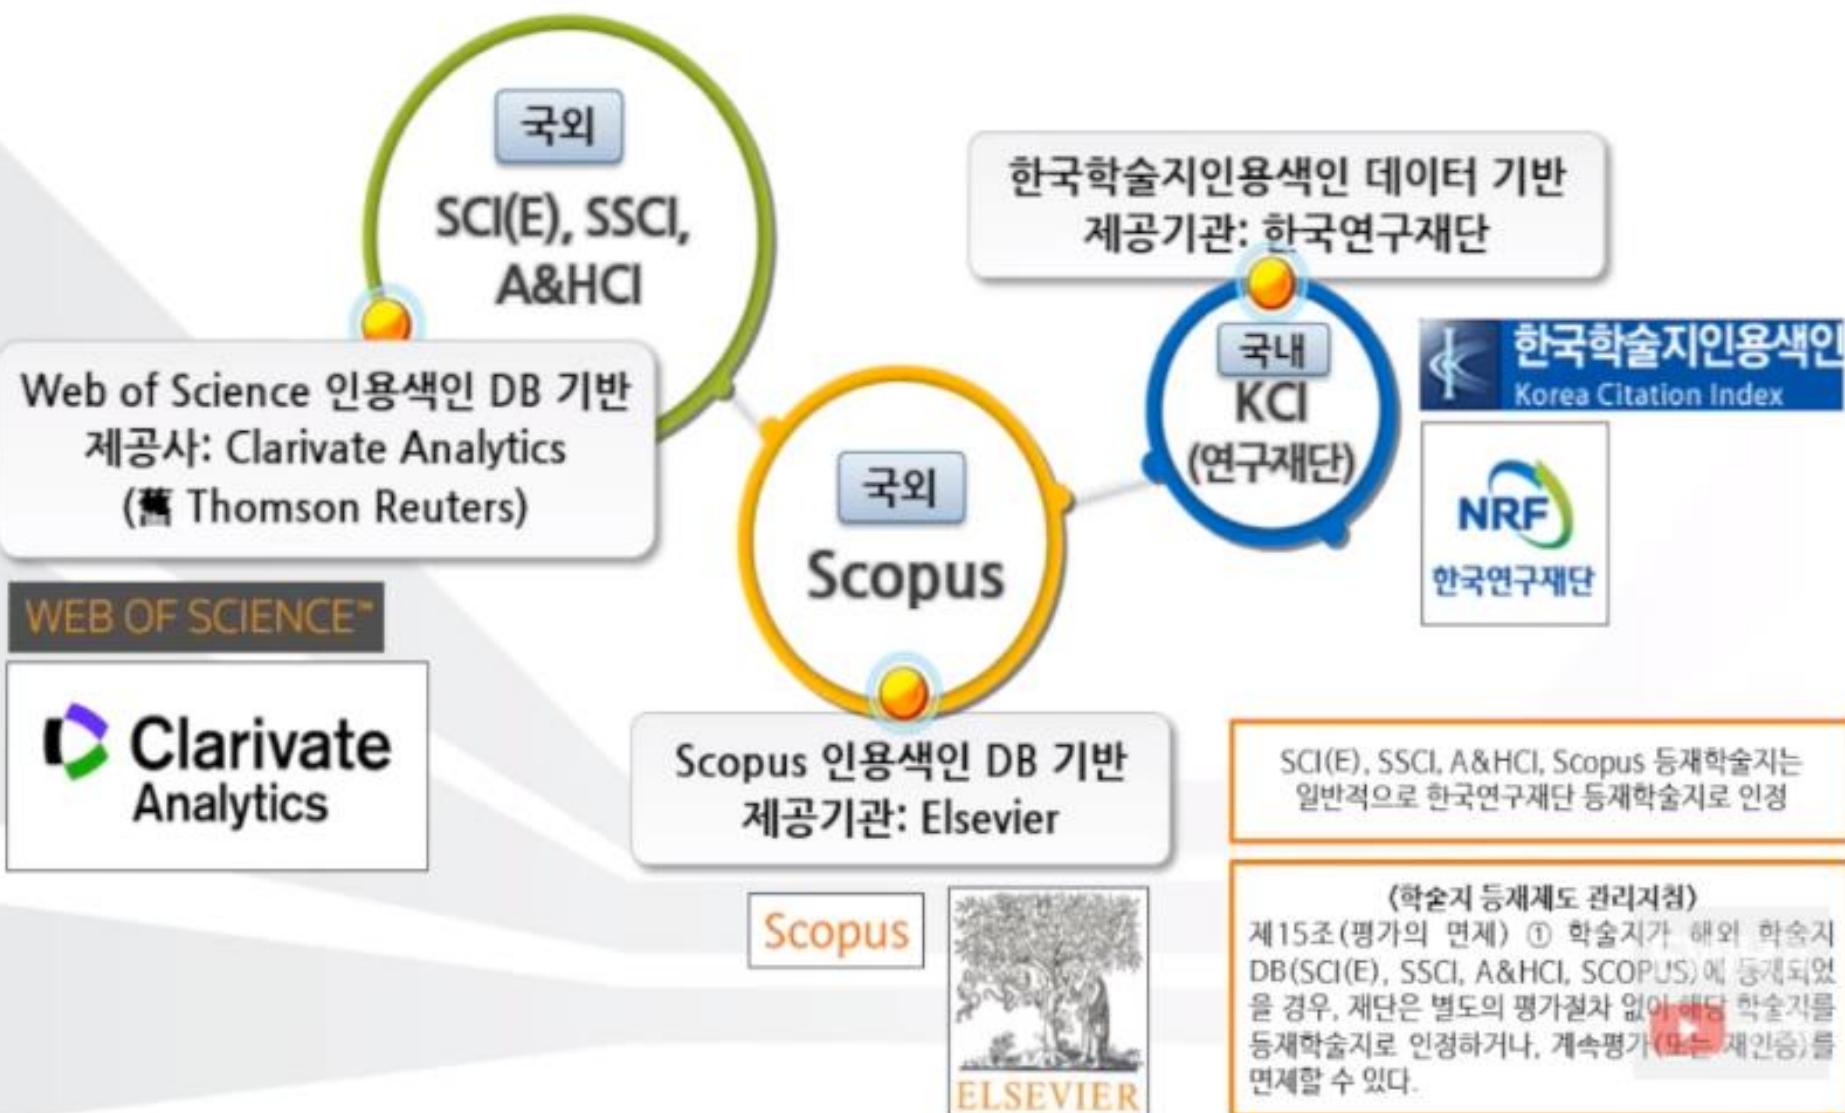 국외
SCI(E), SSCI,
A&HCI
Web of Science 인용색인 DB 기반
제공사: Clarivate Analytics
(舊 Thomson Reuters)
WEB OF SCIENCE™
Clarivate
Analytics
국외
Scopus
Scopus 인용색인 DB 기반
제공기관: Elsevier
Scopus
ELSEVIER
한국학술지인용색인 데이터 기반
제공기관: 한국연구재단
국내
KCI
(연구재단)
한국학술지인용색인
Korea Citation Index
NRF
한국연구재단
SCI(E), SSCI, A&HCI, Scopus 등재학술지는
일반적으로 한국연구재단 등재학술지로 인정
〈학술지 등재제도 관리지침〉
제15조(평가의 면제) ① 학술지가 해외 학술지
DB(SCI(E), SSCI, A&HCI, SCOPUS)에 등재되었
을 경우, 재단은 별도의 평가절차 없이 해당 학술지를
등재학술지로 인정하거나, 계속평가(또는 재인증)를
면제할 수 있다.